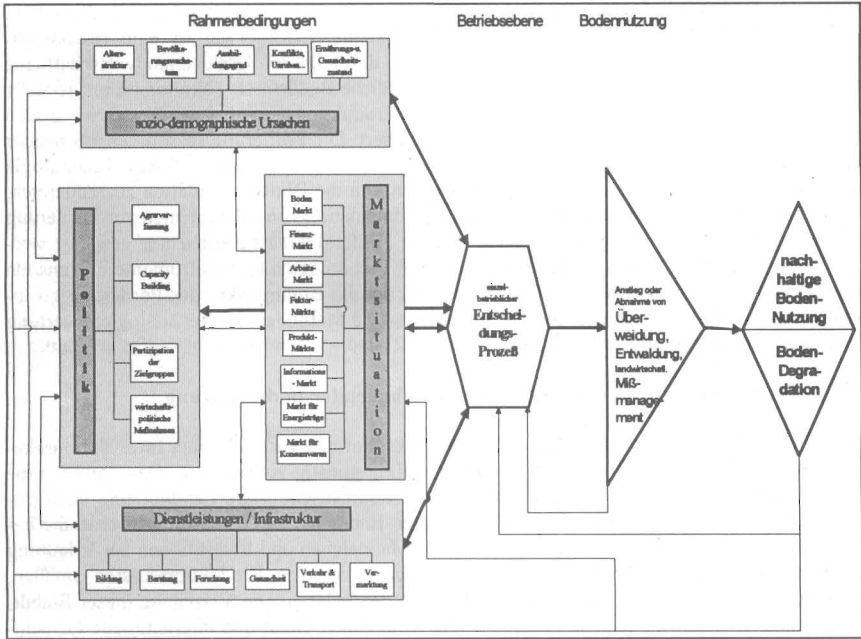 Rahmenbedingungen
Betriebsebene
Bodennutzung
Alters-
struktur
Bevölke-
rungswachs-
tum
Ausbil-
dungsgrad
Konflikte,
Unruhen...
Ernährungs-u.
Gesundheits-
zustand
sozio-demographische Ursachen
Politik
Agrarver-
fassung
Capacity
Building
Partizipation
der
Zielgruppen
wirtschafts-
politische
Maßnahmen
Boden
Markt
Finanz-
Markt
Arbeits-
Markt
Faktor-
Märkte
Produkt-
Märkte
Informations
- Markt
Markt für
Energieträge
Markt für
Konsumwaren
Marktsituation
einzel-
betrieblicher
Entschei-
dungs-
Prozeß
Anstieg oder
Abnahme von
Über-
weidung,
Entwaldung,
landwirtschaftl.
Miß-
manage-
ment
nach-
haltige
Boden-
Nutzung
Boden-
Degra-
dation
Dienstleistungen / Infrastruktur
Bildung
Beratung
Forschung
Gesundheit
Verkehr &
Transport
Ver-
marktung